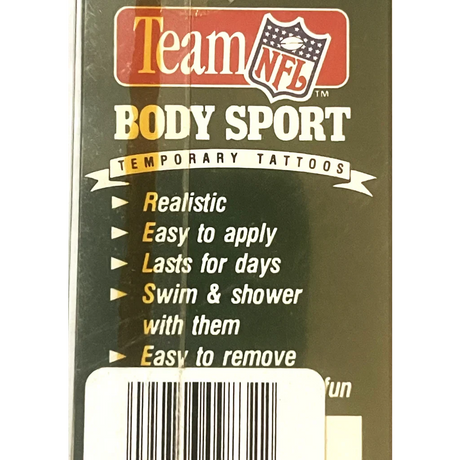 Team NFL
TM
BODY SPORT
TEMPORARY TATTOOS
► Realistic
► Easy to apply
► Lasts for days
► Swim & shower
with them
► Easy to remove
fun